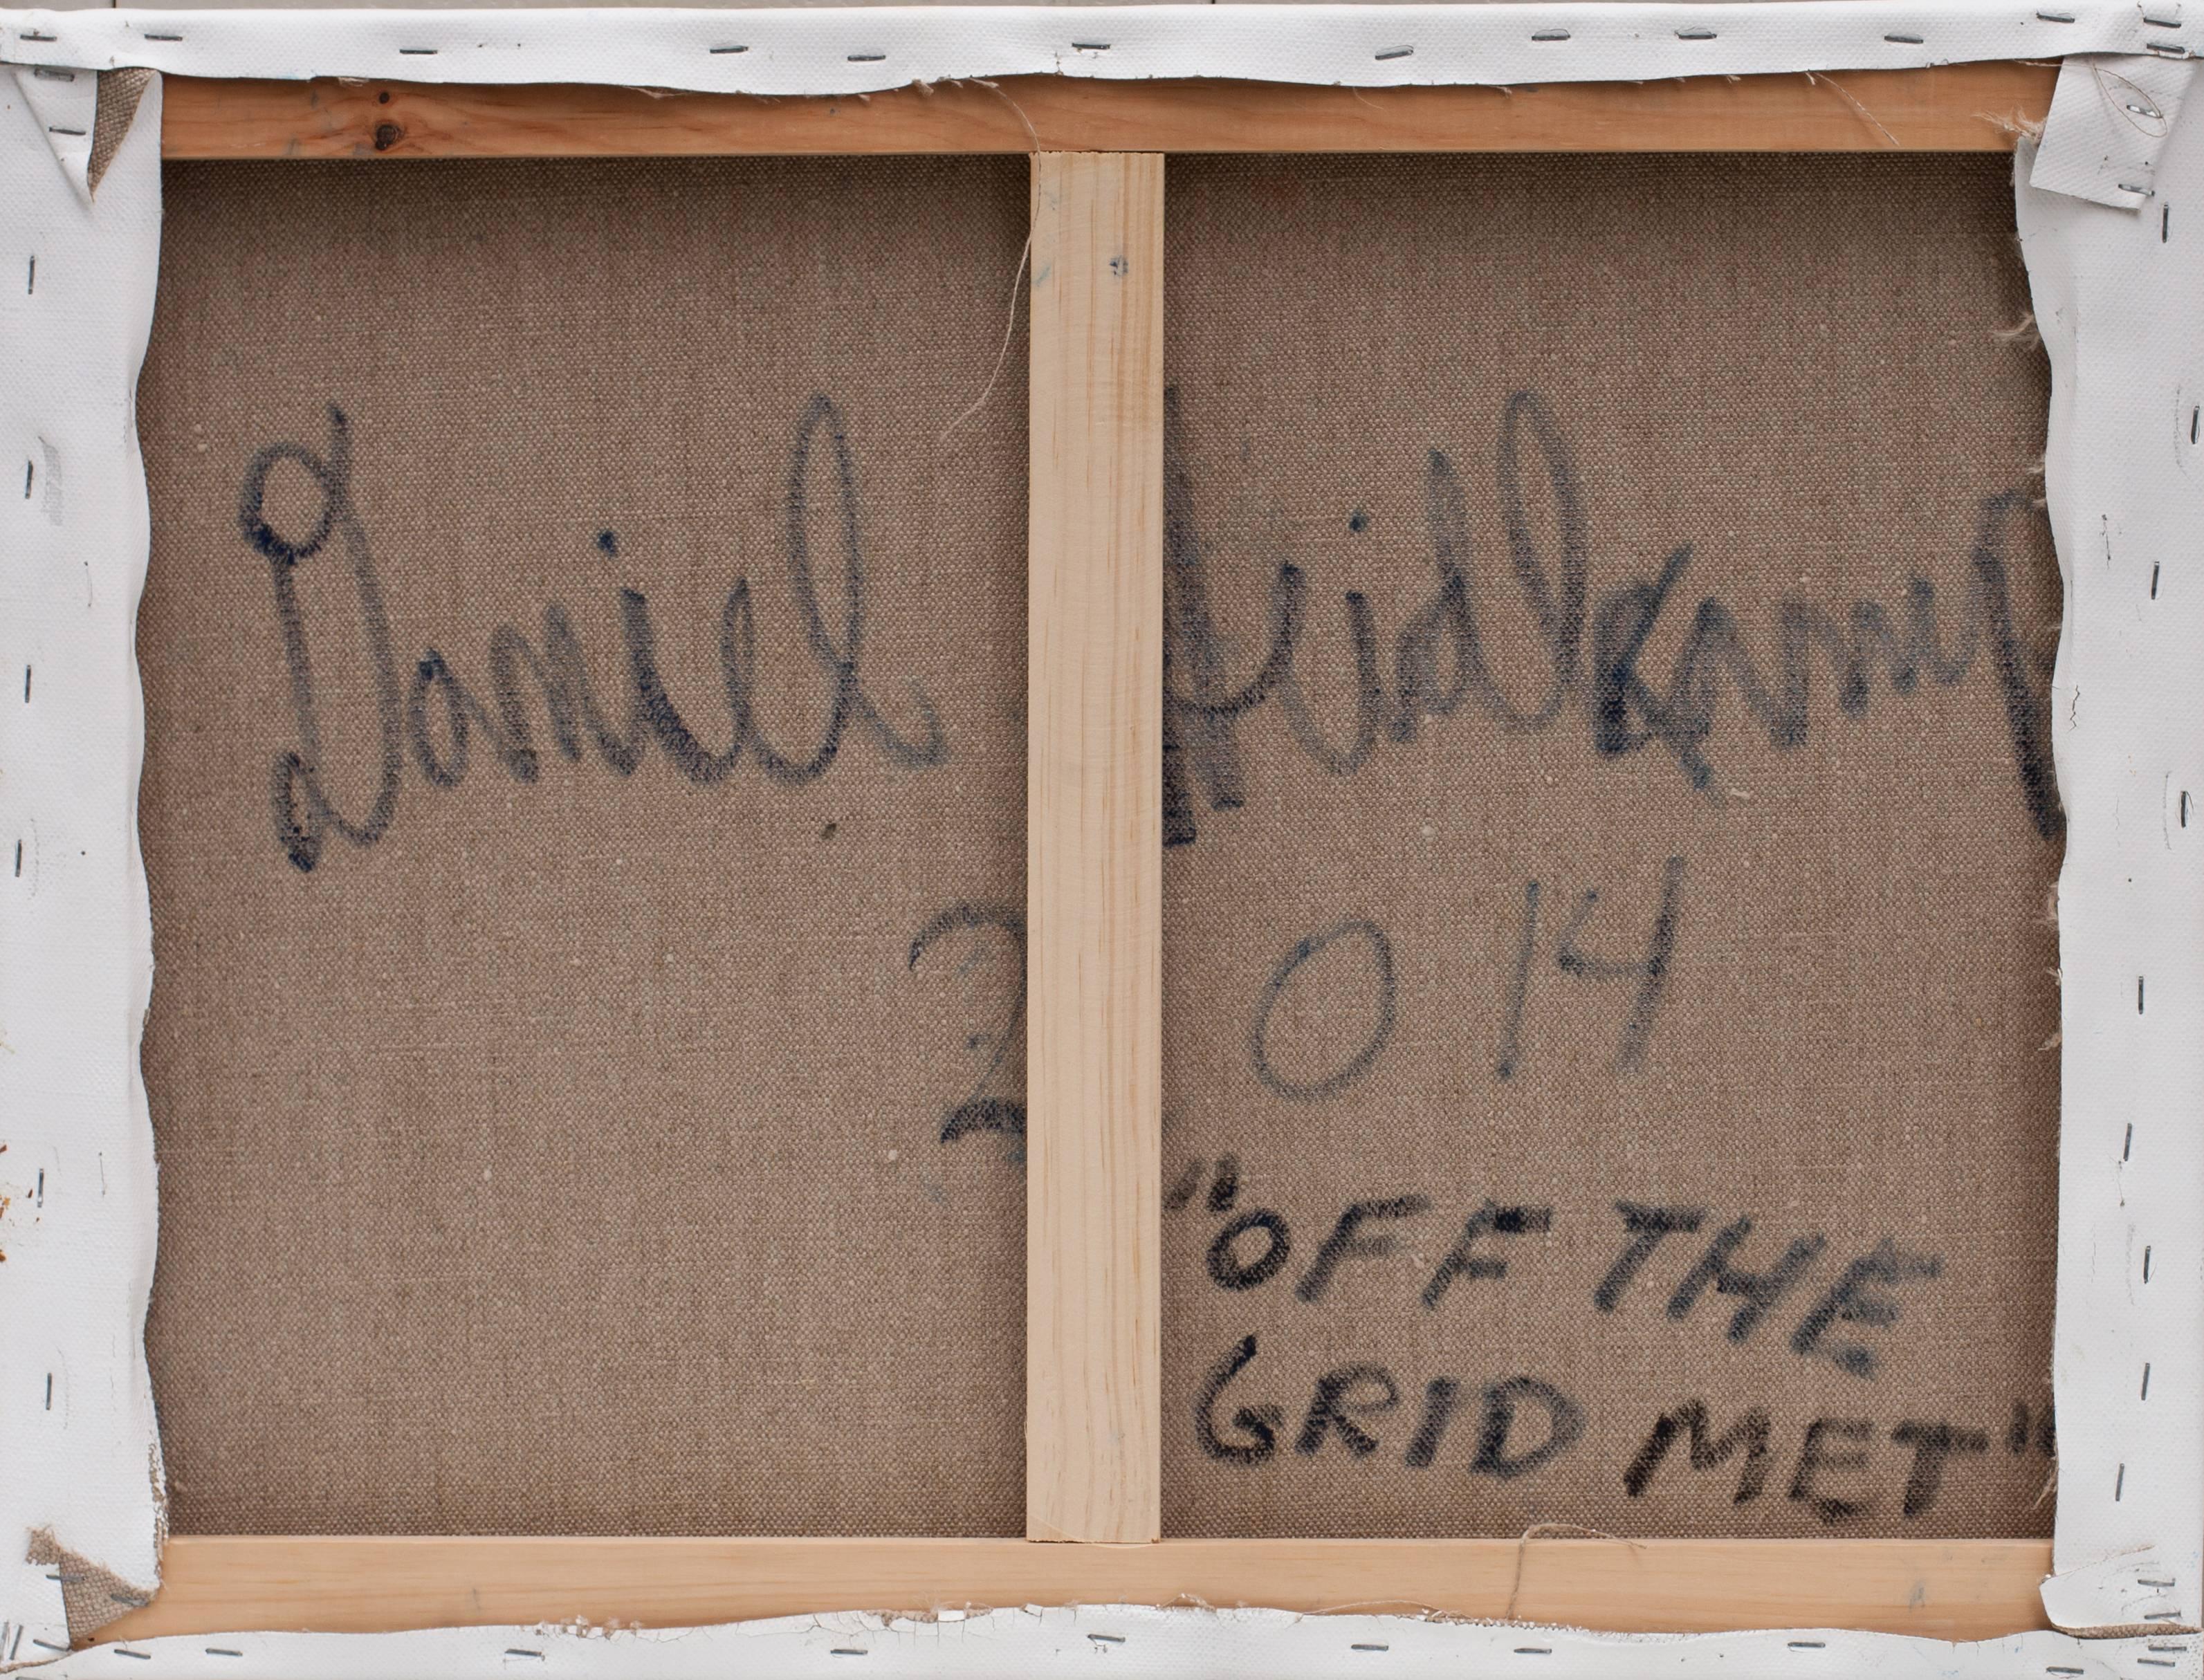 Daniel
2014
"OFF THE
GRID MET"